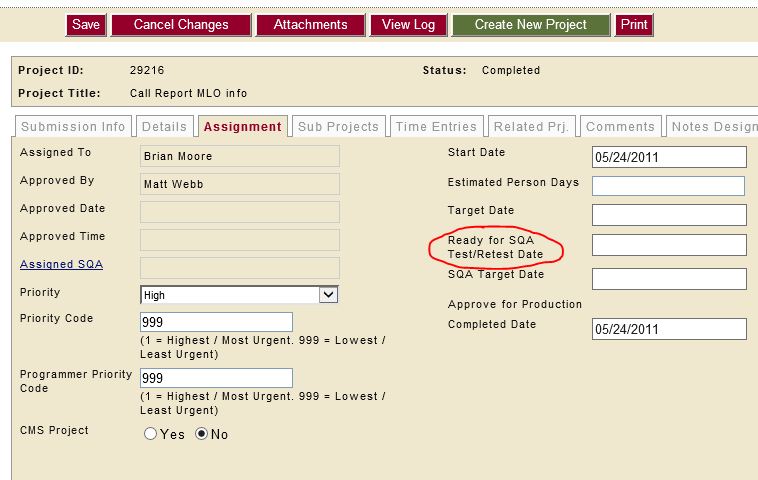 Save Cancel Changes Attachments View Log Create New Project Print
Project ID: 29216 Status: Completed
Project Title: Call Report MLO info
Submission Info Details Assignment Sub Projects Time Entries Related Prj. Comments Notes Design
Assigned To Brian Moore Start Date 05/24/2011
Approved By Matt Webb Estimated Person Days
Approved Date Target Date
Approved Time Ready for SQA
Test/Retest Date
Assigned SQA SQA Target Date
Priority High Approve for Production
Priority Code 999 Completed Date 05/24/2011
(1 = Highest / Most Urgent. 999 = Lowest /
Least Urgent)
Programmer Priority
Code 999
(1 = Highest / Most Urgent. 999 = Lowest /
Least Urgent)
CMS Project Yes No